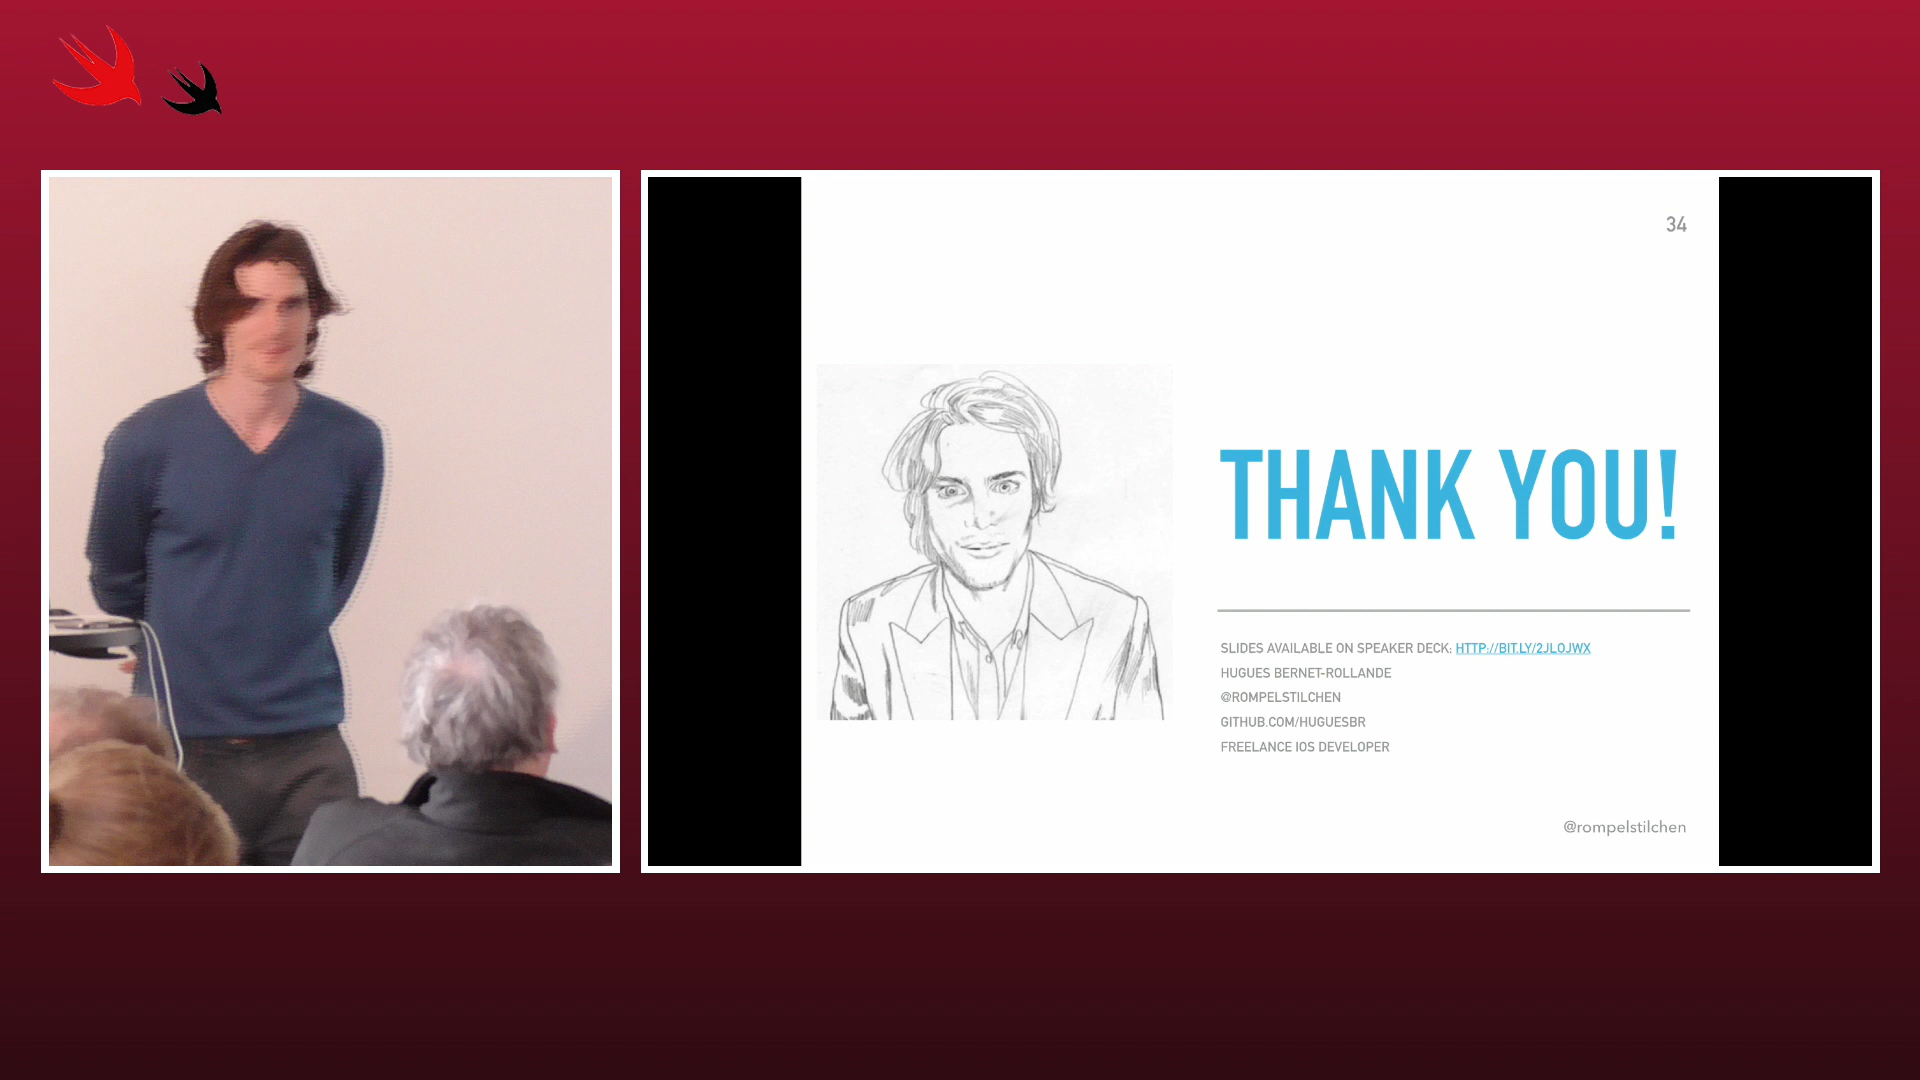 34
THANK YOU!
SLIDES AVAILABLE ON SPEAKER DECK: HTTP://BIT.LY/2JLOJWX
HUGUES BERNET-ROLLANDE
@ROMPELSTILCHEN
GITHUB.COM/HUGUESBR
FREELANCE IOS DEVELOPER
@rompelstilchen